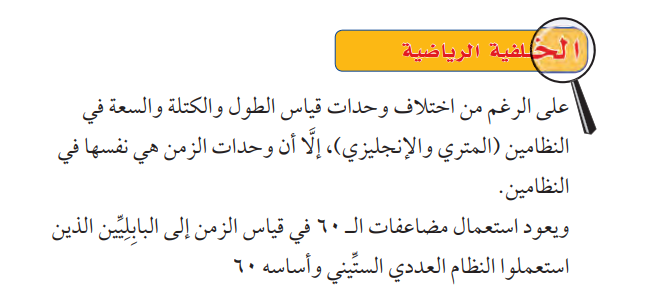 الخلفية الرياضية
على الرغم من اختلاف وحدات قياس الطول والكتلة والسعة في
النظامين (المتري والإنجليزي)، إلَّا أن وحدات الزمن هي نفسها في
النظامين.
ويعود استعمال مضاعفات الـ ٦٠ في قياس الزمن إلى البابِلِيِّين الذين
استعملوا النظام العددي الستِّيني وأساسه ٦٠